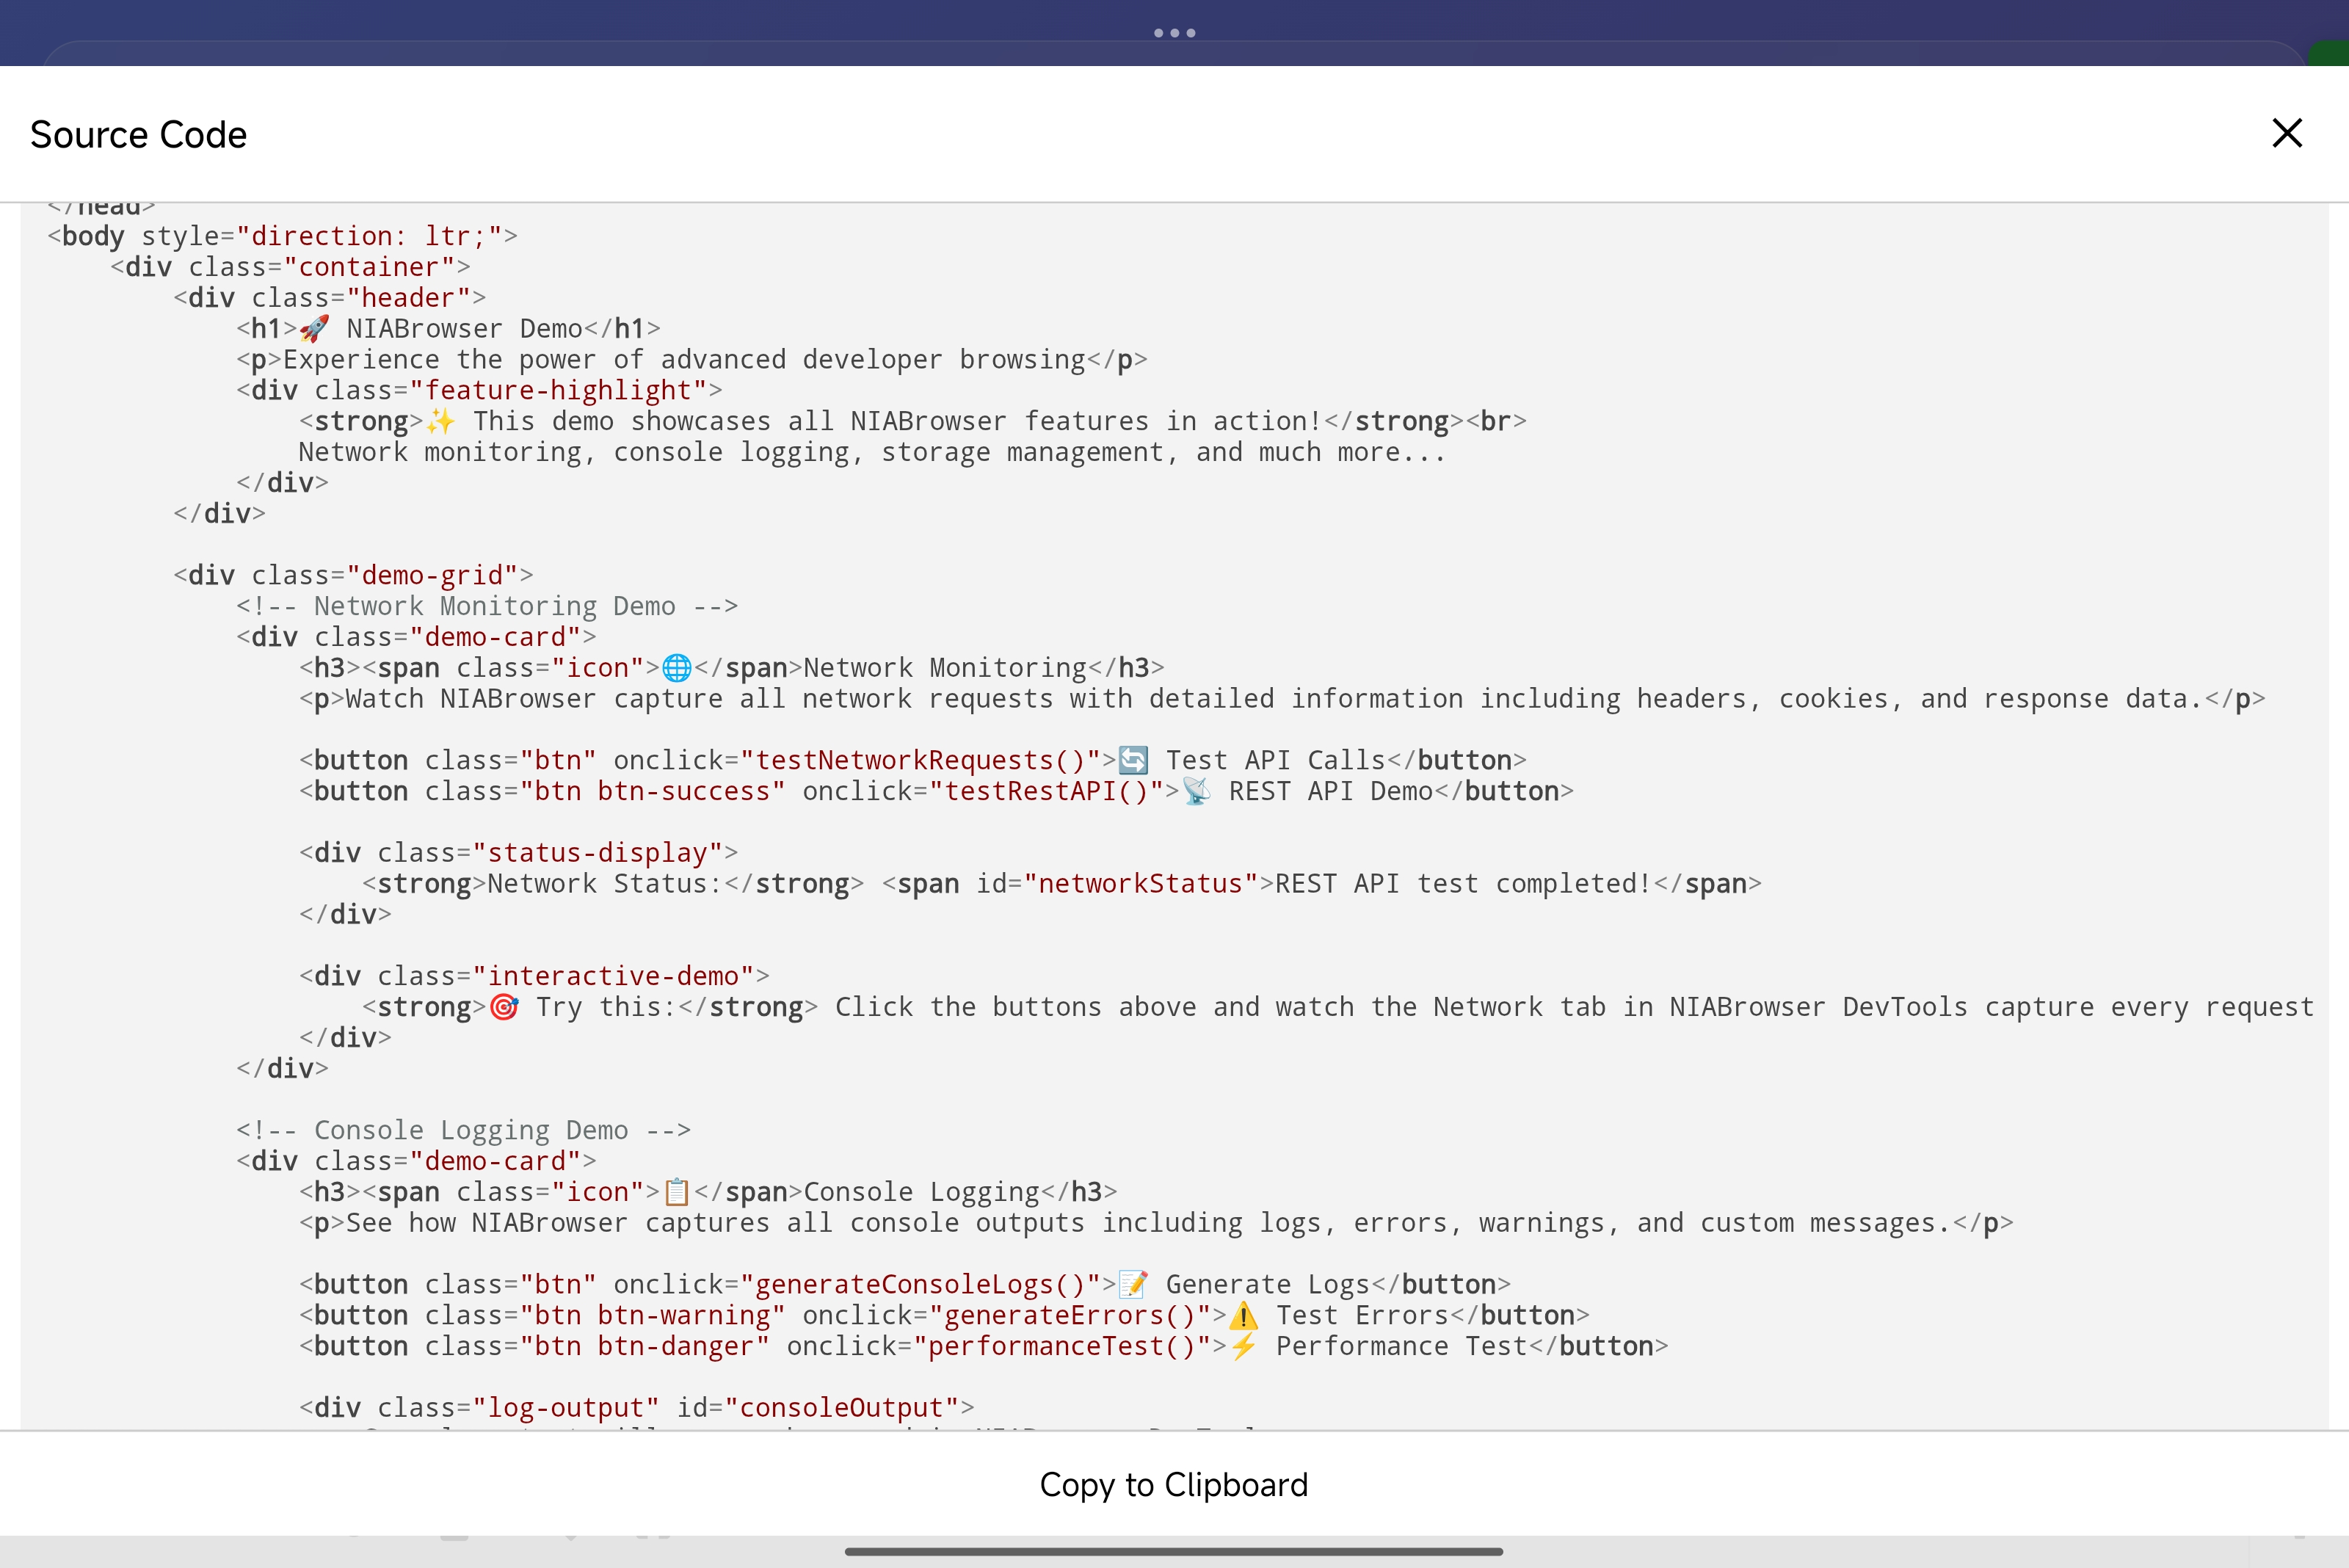 Source Code
</head>
<body style="direction: ltr;">
    <div class="container">
        <div class="header">
            <h1>🚀 NIABrowser Demo</h1>
            <p>Experience the power of advanced developer browsing</p>
            <div class="feature-highlight">
                <strong>✨ This demo showcases all NIABrowser features in action!</strong><br>
                Network monitoring, console logging, storage management, and much more...
            </div>
        </div>

        <div class="demo-grid">
            <!-- Network Monitoring Demo -->
            <div class="demo-card">
                <h3><span class="icon">🌐</span>Network Monitoring</h3>
                <p>Watch NIABrowser capture all network requests with detailed information including headers, cookies, and response data.</p>

                <button class="btn" onclick="testNetworkRequests()">🔄 Test API Calls</button>
                <button class="btn btn-success" onclick="testRestAPI()">📡 REST API Demo</button>

                <div class="status-display">
                    <strong>Network Status:</strong> <span id="networkStatus">REST API test completed!</span>
                </div>

                <div class="interactive-demo">
                    <strong>🎯 Try this:</strong> Click the buttons above and watch the Network tab in NIABrowser DevTools capture every request
                </div>
            </div>

            <!-- Console Logging Demo -->
            <div class="demo-card">
                <h3><span class="icon">📋</span>Console Logging</h3>
                <p>See how NIABrowser captures all console outputs including logs, errors, warnings, and custom messages.</p>

                <button class="btn" onclick="generateConsoleLogs()">📝 Generate Logs</button>
                <button class="btn btn-warning" onclick="generateErrors()">⚠️ Test Errors</button>
                <button class="btn btn-danger" onclick="performanceTest()">⚡ Performance Test</button>

                <div class="log-output" id="consoleOutput">
Copy to Clipboard